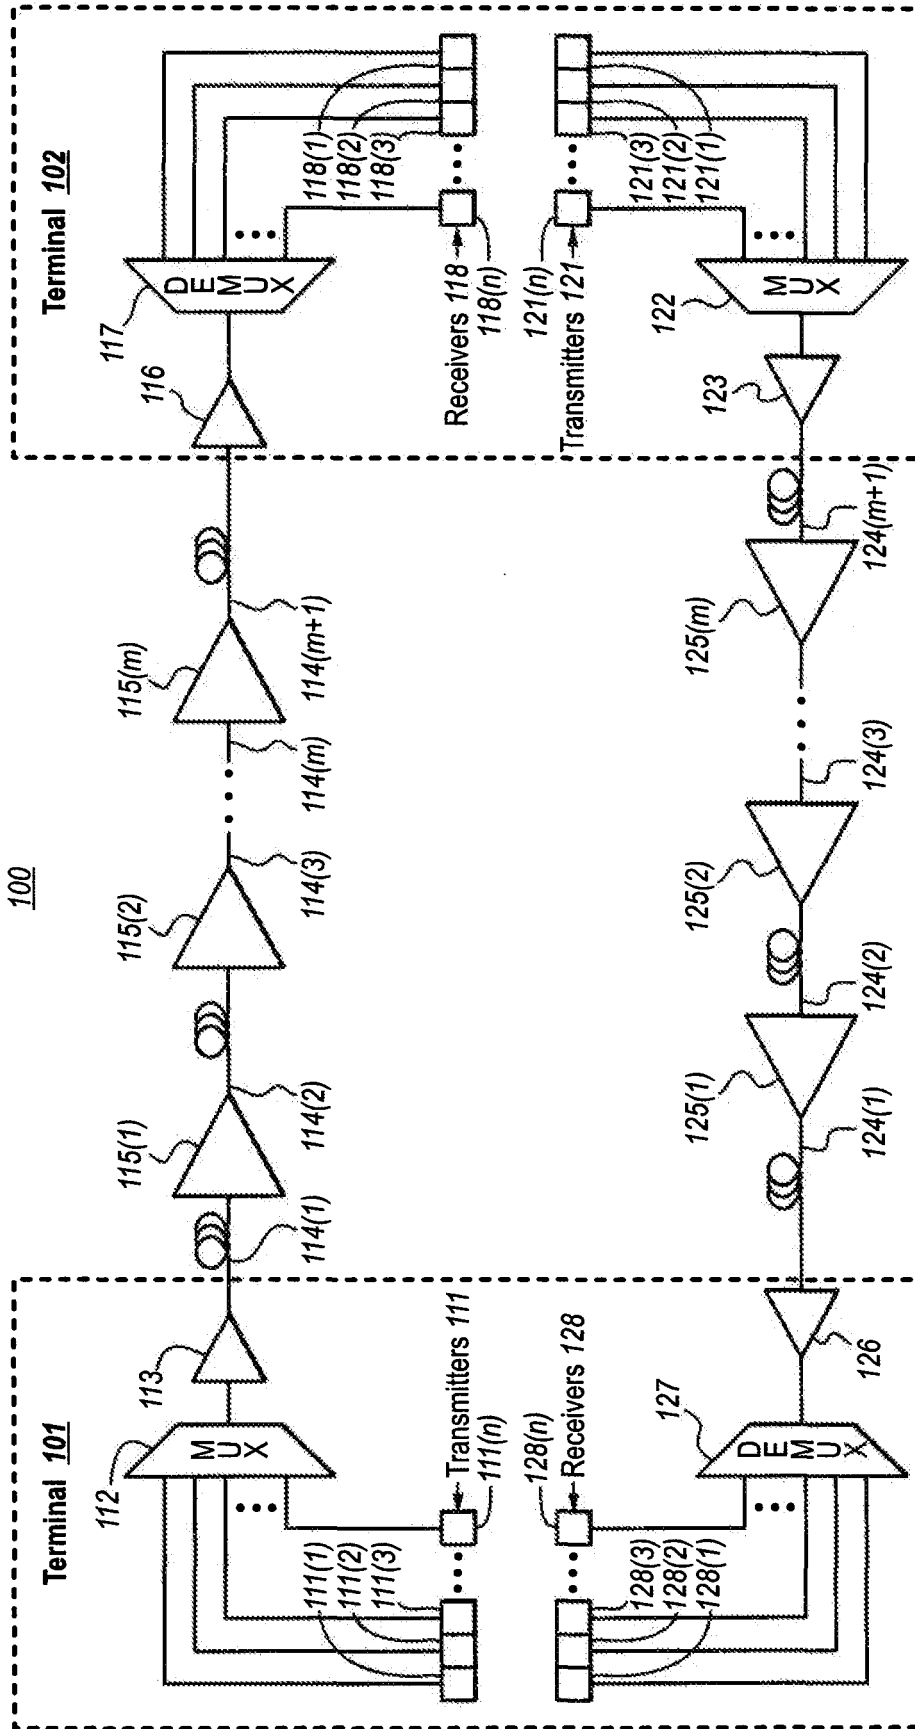 100
Terminal 101
112
MUX
113
111(1)
111(2)
111(3)
Transmitters 111
111(n)
128(n)
Receivers 128
128(3)
128(2)
128(1)
127
DEMUX
126
114(1)
115(1)
114(2)
115(2)
114(3)
114(m)
115(m)
114(m+1)
124(1)
125(1)
124(2)
125(2)
124(3)
125(m)
124(m+1)
Terminal 102
116
117
DEMUX
118(1)
118(2)
118(3)
Receivers 118
118(n)
121(n)
Transmitters 121
121(3)
121(2)
121(1)
122
MUX
123